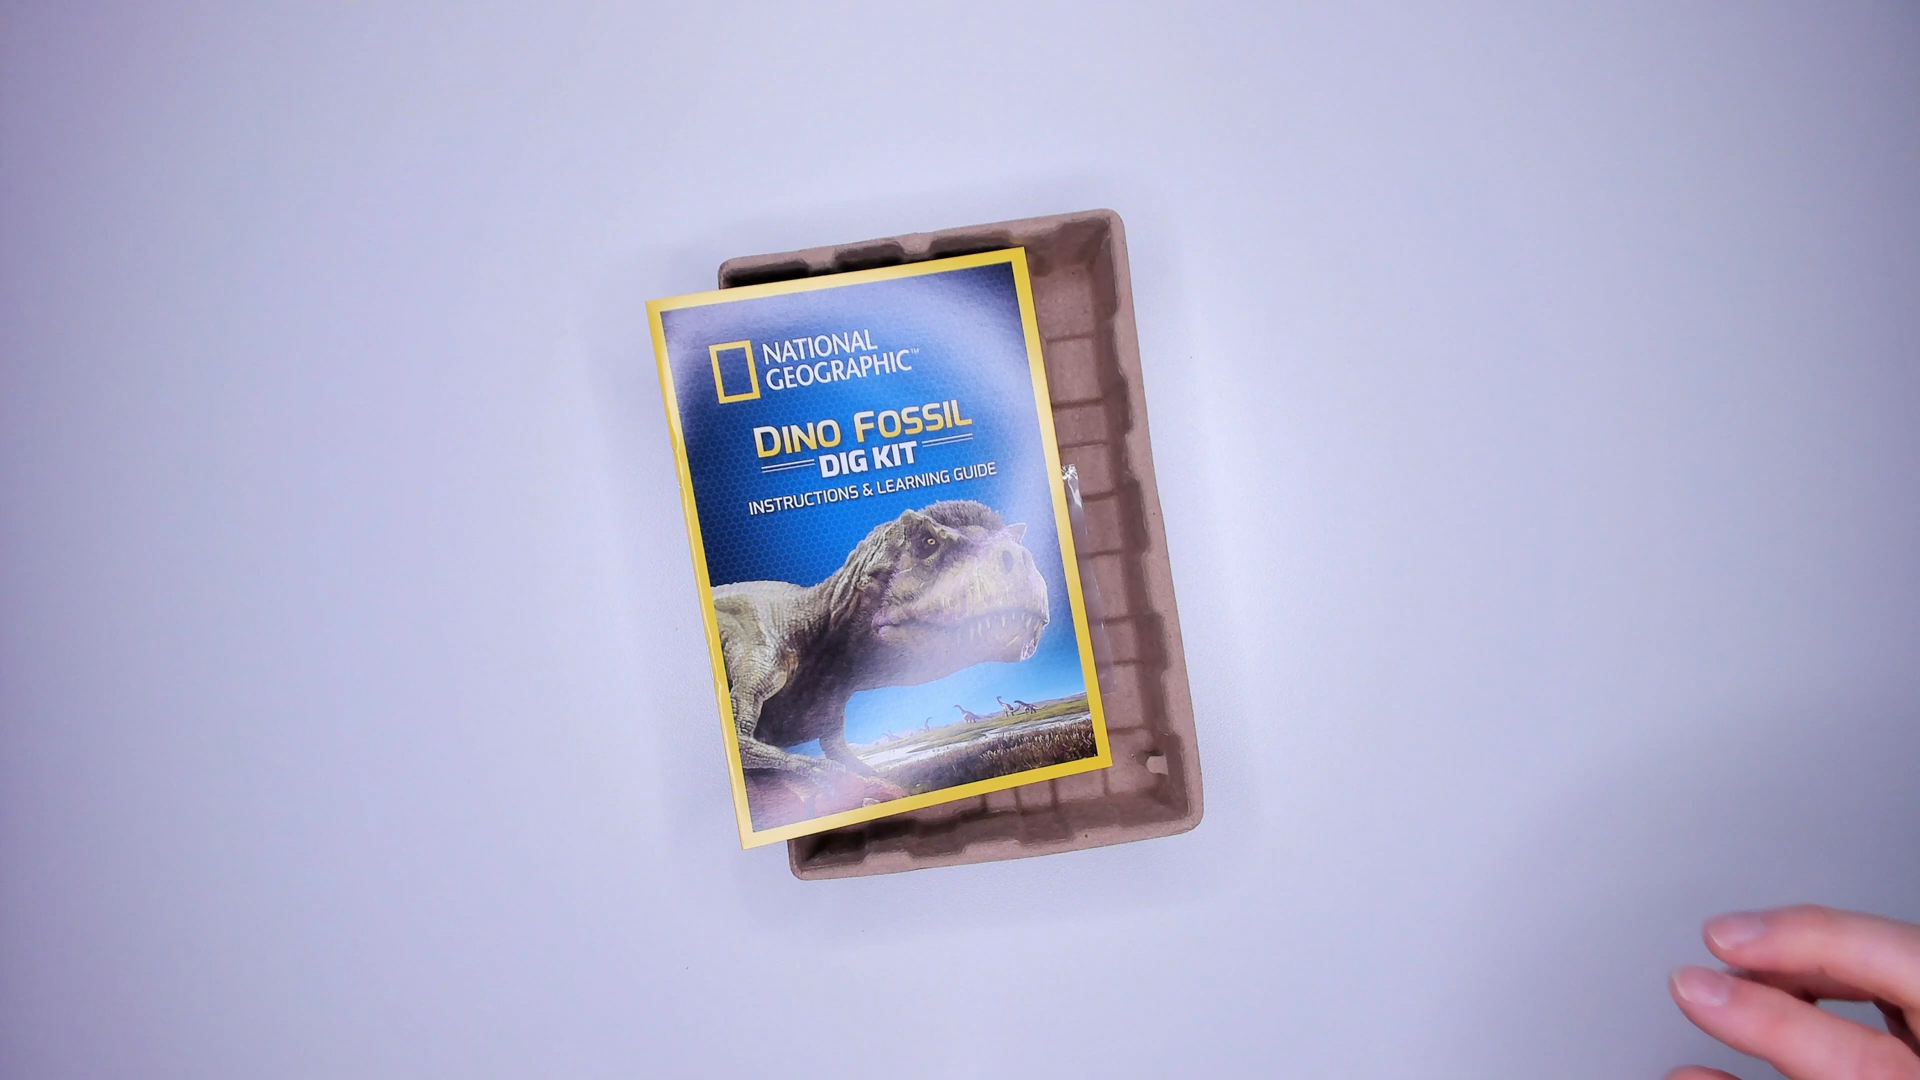 NATIONAL
GEOGRAPHIC™
DINO FOSSIL
DIG KIT
INSTRUCTIONS & LEARNING GUIDE